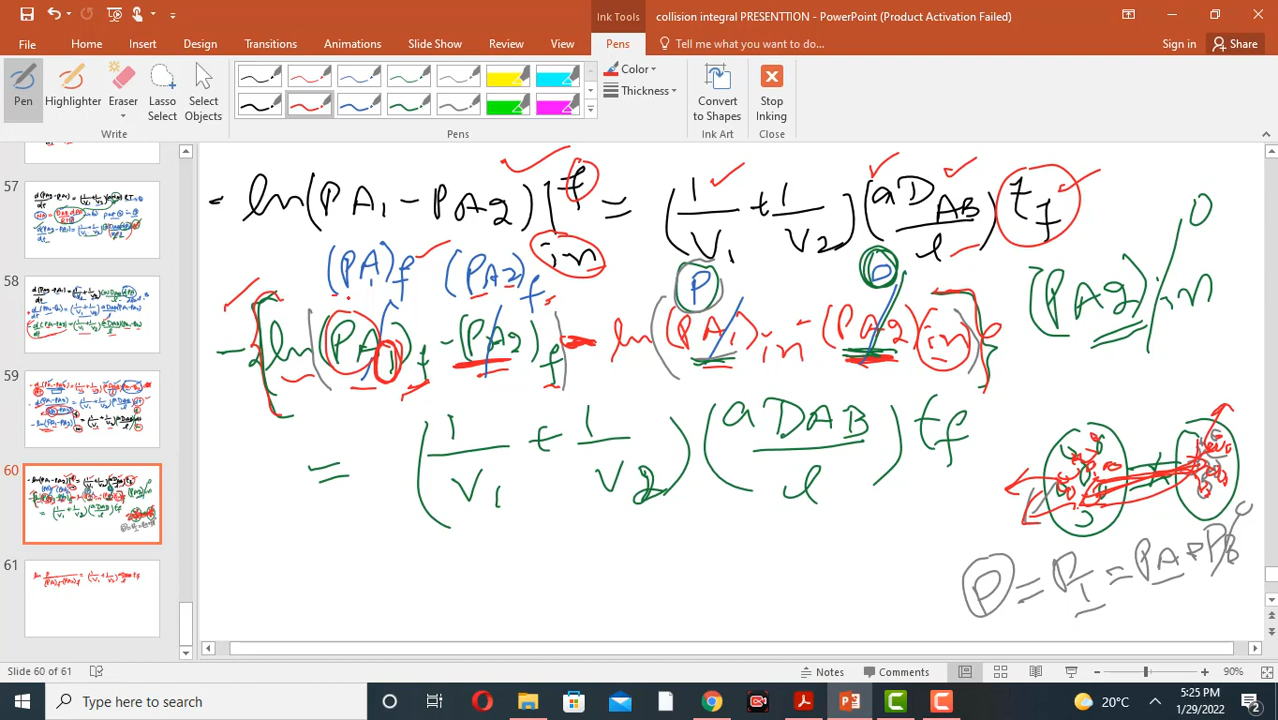 collision integral PRESENTTION - PowerPoint (Product Activation Failed)
Ink Tools
File Home Insert Design Transitions Animations Slide Show Review View Pens Tell me what you want to do... Sign in Share
Pen Highlighter Eraser Lasso Select Select Objects
Color
Thickness
Convert to Shapes
Stop Inking
Write Pens Ink Art Close
57
58
59
60
61
- ln(PA1 - PA2) | f in = (1/V1 + 1/V2)(aDAB/l) tf
(PA1)f (PA2)f P O
(PA2)in O
- {ln((PA1)f - (PA2)f) - ln((PA1)in - (PA2)in)}
= (1/V1 + 1/V2)(aDAB/l) tf
P = PT = PA + PB O
Slide 60 of 61
Notes Comments 90%
Type here to search
20°C
5:25 PM
1/29/2022
2